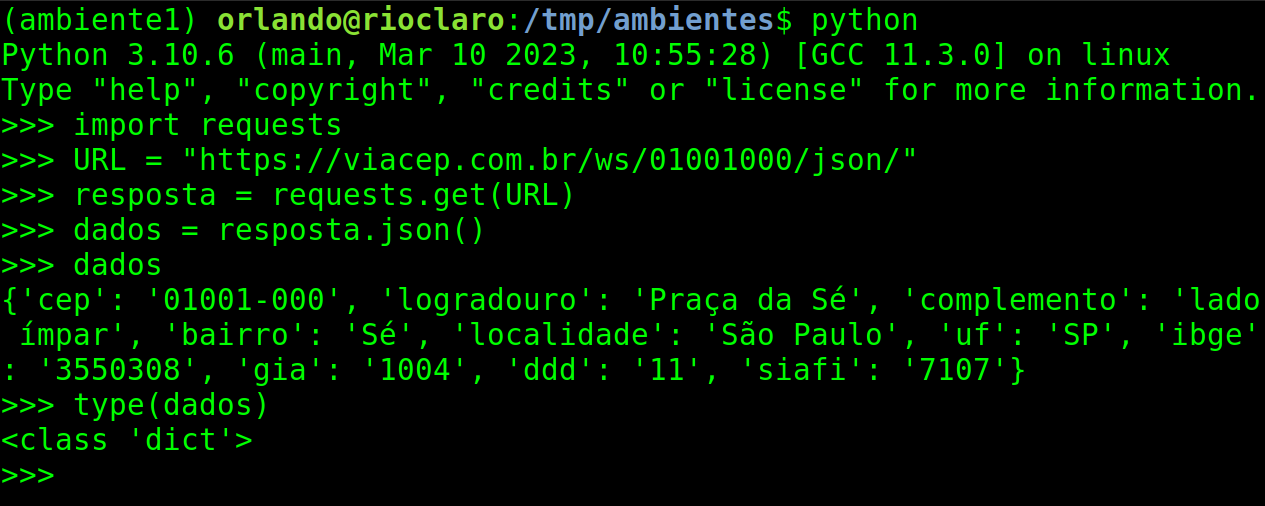 (ambiente1) orlando@rioclaro:/tmp/ambientes$ python
Python 3.10.6 (main, Mar 10 2023, 10:55:28) [GCC 11.3.0] on linux
Type "help", "copyright", "credits" or "license" for more information.
>>> import requests
>>> URL = "https://viacep.com.br/ws/01001000/json/"
>>> resposta = requests.get(URL)
>>> dados = resposta.json()
>>> dados
{'cep': '01001-000', 'logradouro': 'Praça da Sé', 'complemento': 'lado
 ímpar', 'bairro': 'Sé', 'localidade': 'São Paulo', 'uf': 'SP', 'ibge'
: '3550308', 'gia': '1004', 'ddd': '11', 'siafi': '7107'}
>>> type(dados)
<class 'dict'>
>>>